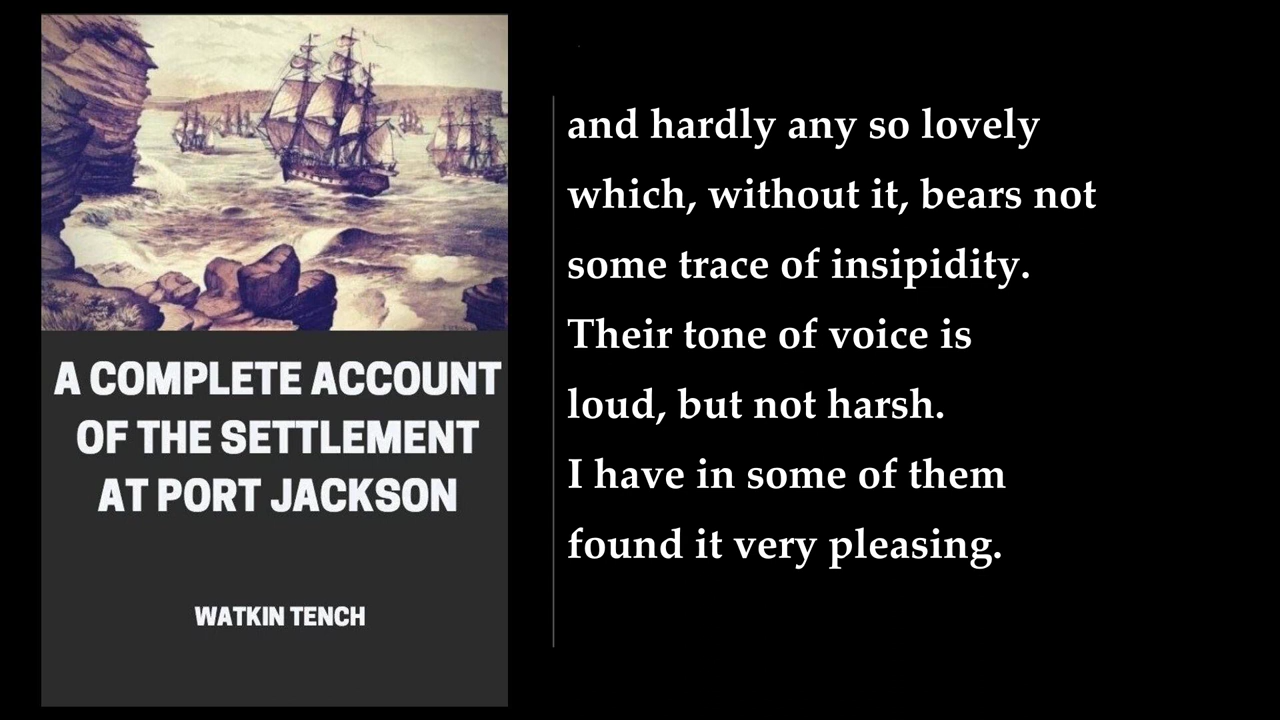 A COMPLETE ACCOUNT
OF THE SETTLEMENT
AT PORT JACKSON
WATKIN TENCH
and hardly any so lovely
which, without it, bears not
some trace of insipidity.
Their tone of voice is
loud, but not harsh.
I have in some of them
found it very pleasing.